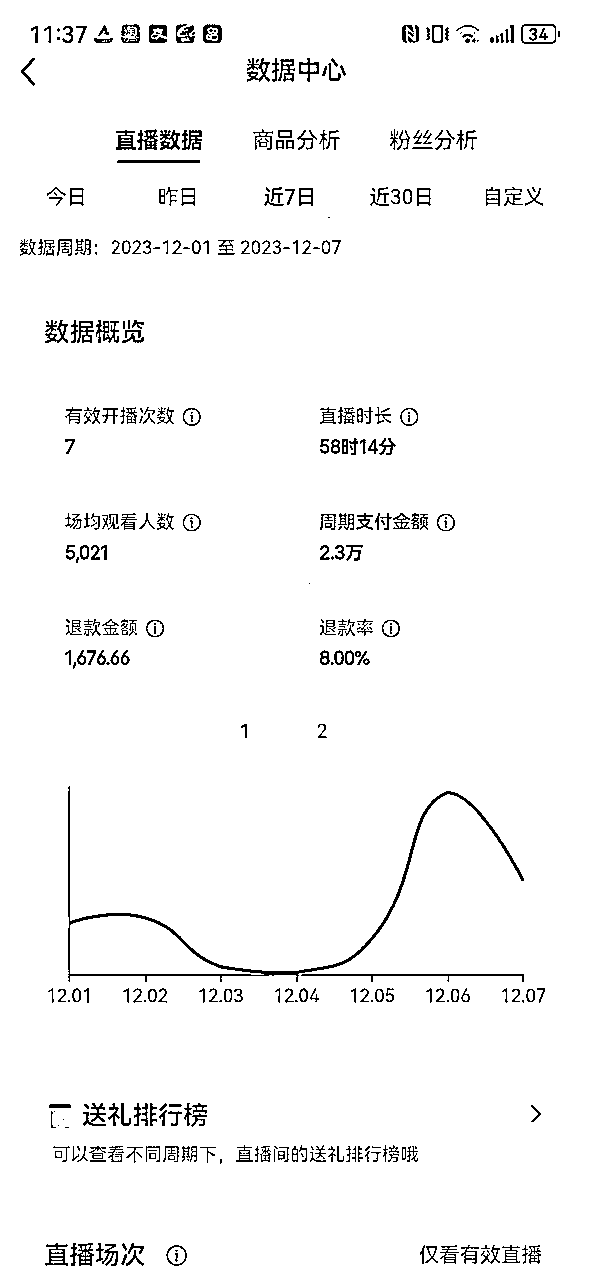 11:37 34
数据中心
直播数据 商品分析 粉丝分析
今日 昨日 近7日 近30日 自定义
数据周期：2023-12-01 至 2023-12-07
数据概览
有效开播次数 直播时长
7 58时14分
场均观看人数 周期支付金额
5,021 2.3万
退款金额 退款率
1,676.66 8.00%
1 2
12.01 12.02 12.03 12.04 12.05 12.06 12.07
送礼排行榜
可以查看不同周期下，直播间的送礼排行榜哦
直播场次 仅看有效直播